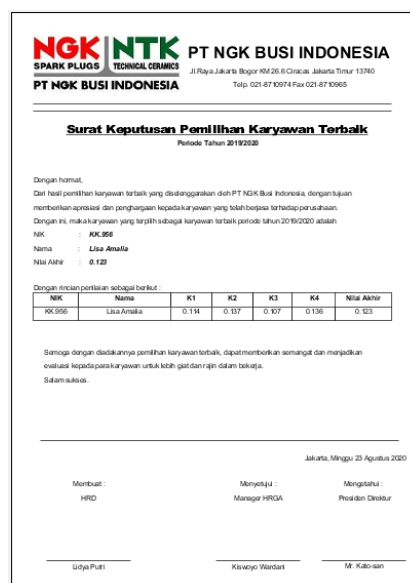 NGK NTK
SPARK PLUGS TECHNICAL CERAMICS
PT NGK BUSI INDONESIA
PT NGK BUSI INDONESIA
Jl.Raya Jakarta Bogor KM 26.6 Ciracas Jakarta Timur 13740
Telp. 021-8710974 Fax 021-8710965
Surat Keputusan Pemilihan Karyawan Terbaik
Periode Tahun 2019/2020
Dengan hormat,
Dari hasil pemilihan karyawan terbaik yang diselenggarakan oleh PT NGK Busi Indonesia, dengan tujuan
memberikan apresiasi dan penghargaan kepada karyawan yang telah berjasa terhadap perusahaan.
Dengan ini, maka karyawan yang terpilih sebagai karyawan terbaik periode tahun 2019/2020 adalah
NIK : KK.956
Nama : Lisa Amalia
Nilai Akhir : 0.123
Dengan rincian penilaian sebagai berikut :
NIK Nama K1 K2 K3 K4 Nilai Akhir
KK.956 Lisa Amalia 0.114 0.137 0.107 0.136 0.123
Semoga dengan diadakannya pemilihan karyawan terbaik, dapat memberikan semangat dan menjadikan
evaluasi kepada para karyawan untuk lebih giat dan rajin dalam bekerja.
Salam sukses.
Jakarta, Minggu 23 Agustus 2020
Membuat : Menyetujui : Mengetahui :
HRD Manager HRGA Presiden Direktur
Lidya Putri Kiswoyo Wardani Mr. Kato-san